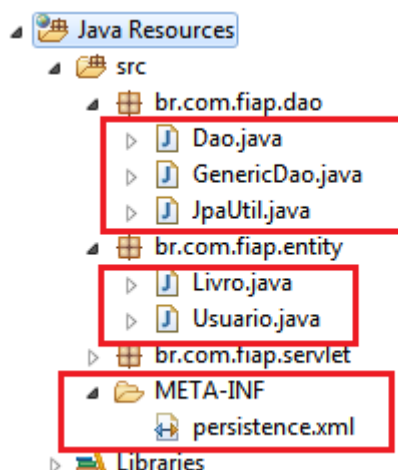 Java Resources
src
br.com.fiap.dao
Dao.java
GenericDao.java
JpaUtil.java
br.com.fiap.entity
Livro.java
Usuario.java
br.com.fiap.servlet
META-INF
persistence.xml
Libraries